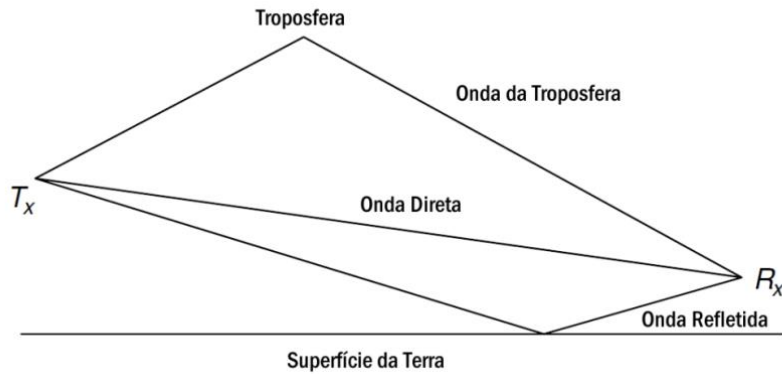 Troposfera
Onda da Troposfera
Tₓ
Onda Direta
Rₓ
Onda Refletida
Superfície da Terra